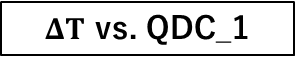 ΔT vs. QDC_1